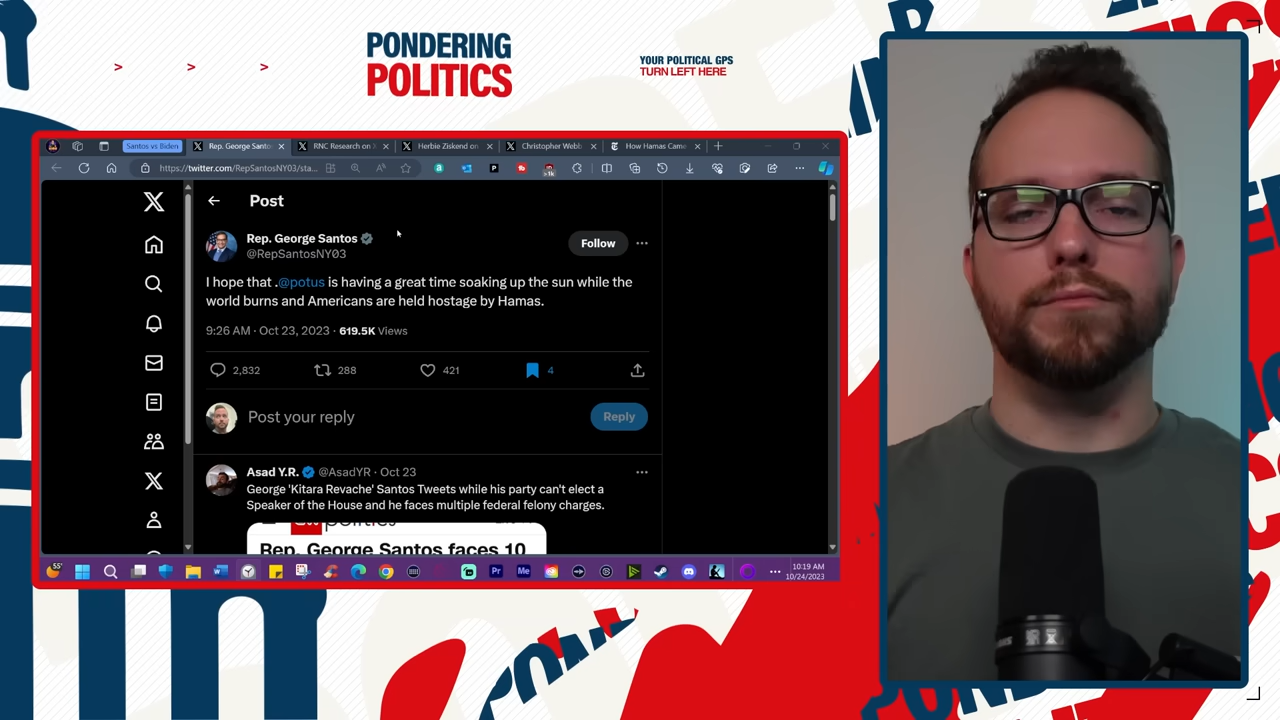 PONDERING
POLITICS
YOUR POLITICAL GPS
TURN LEFT HERE
> > >
Santos vs Biden
Rep. George Santo
RNC Research on
Herbie Ziskend on
Christopher Webb
How Hamas Came
https://twitter.com/RepSantosNY03/sta...
Post
Rep. George Santos
@RepSantosNY03
Follow
I hope that .@potus is having a great time soaking up the sun while the
world burns and Americans are held hostage by Hamas.
9:26 AM · Oct 23, 2023 · 619.5K Views
2,832 288 421 4
Post your reply
Reply
Asad Y.R. @AsadYR · Oct 23
George 'Kitara Revache' Santos Tweets while his party can't elect a
Speaker of the House and he faces multiple federal felony charges.
politics
Rep. George Santos faces 10
55°
10:19 AM
10/24/2023